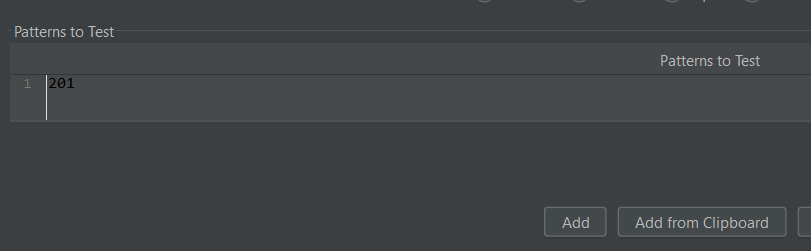 Patterns to Test
Patterns to Test
1 201
Add
Add from Clipboard